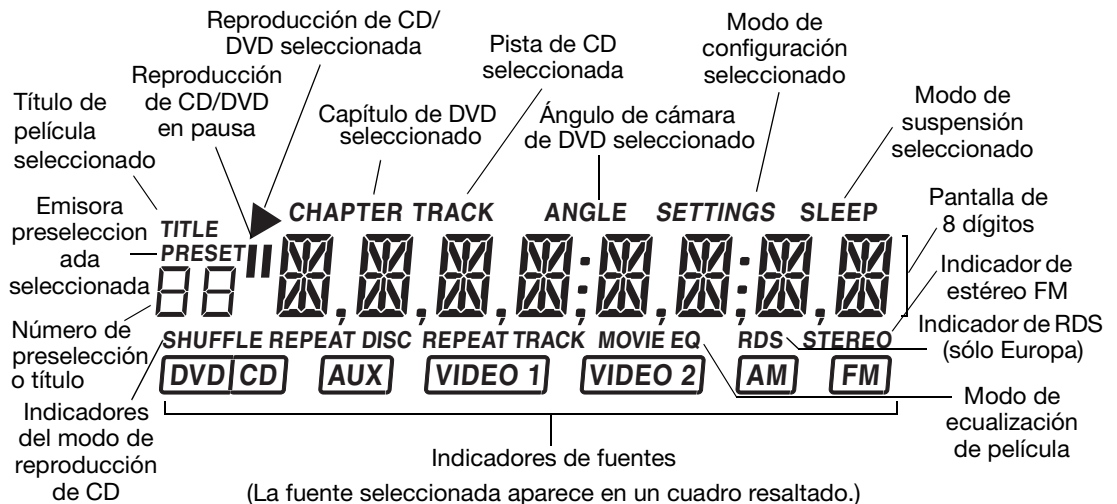 Reproducción de CD/
DVD seleccionada
Reproducción
de CD/DVD
en pausa
Título de
película
seleccionado
Capítulo de DVD
seleccionado
Pista de CD
seleccionada
Ángulo de cámara
de DVD seleccionado
Modo de
configuración
seleccionado
Modo de
suspensión
seleccionado
Emisora
preseleccion
ada
seleccionada
Pantalla de
8 dígitos
Indicador de
estéreo FM
Indicador de RDS
(sólo Europa)
Número de
preselección
o título
TITLE
PRESET
CHAPTER TRACK ANGLE SETTINGS SLEEP
SHUFFLE REPEAT DISC REPEAT TRACK MOVIE EQ RDS STEREO
DVD CD AUX VIDEO 1 VIDEO 2 AM FM
Indicadores
del modo de
reproducción
de CD
Modo de
ecualización
de película
Indicadores de fuentes
(La fuente seleccionada aparece en un cuadro resaltado.)